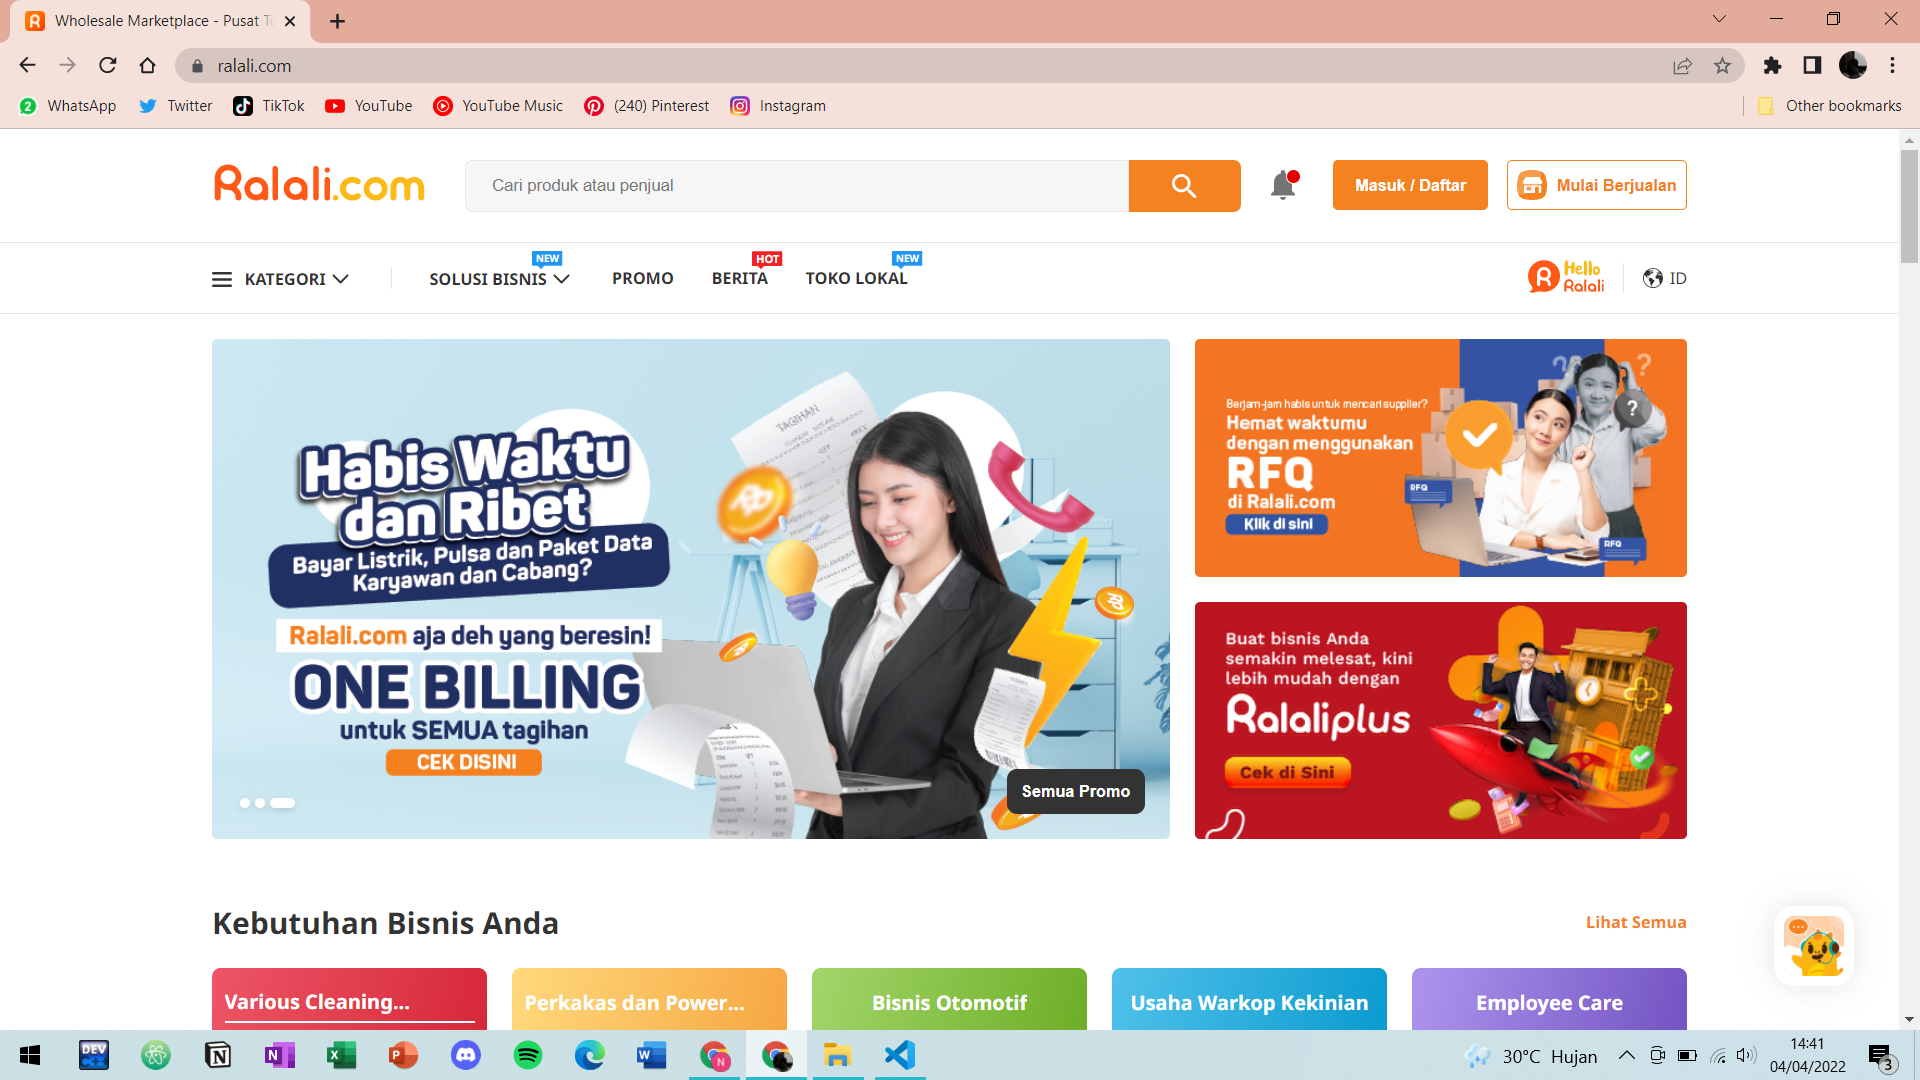 Wholesale Marketplace - Pusat To
ralali.com
WhatsApp
Twitter
TikTok
YouTube
YouTube Music
(240) Pinterest
Instagram
Other bookmarks
Ralali.com
Cari produk atau penjual
Masuk / Daftar
Mulai Berjualan
KATEGORI
NEW
SOLUSI BISNIS
PROMO
HOT
BERITA
NEW
TOKO LOKAL
Hello
Ralali
ID
TAGIHAN
Habis Waktu
dan Ribet
Bayar Listrik, Pulsa dan Paket Data
Karyawan dan Cabang?
Ralali.com aja deh yang beresin!
ONE BILLING
untuk SEMUA tagihan
CEK DISINI
Semua Promo
Berjam-jam habis untuk mencari supplier?
Hemat waktumu
dengan menggunakan
RFQ
di Ralali.com
Klik di sini
RFQ
RFQ
Buat bisnis Anda
semakin melesat, kini
lebih mudah dengan
Ralaliplus
Cek di Sini
Kebutuhan Bisnis Anda
Lihat Semua
Various Cleaning...
Perkakas dan Power...
Bisnis Otomotif
Usaha Warkop Kekinian
Employee Care
30°C Hujan
14:41
04/04/2022
3